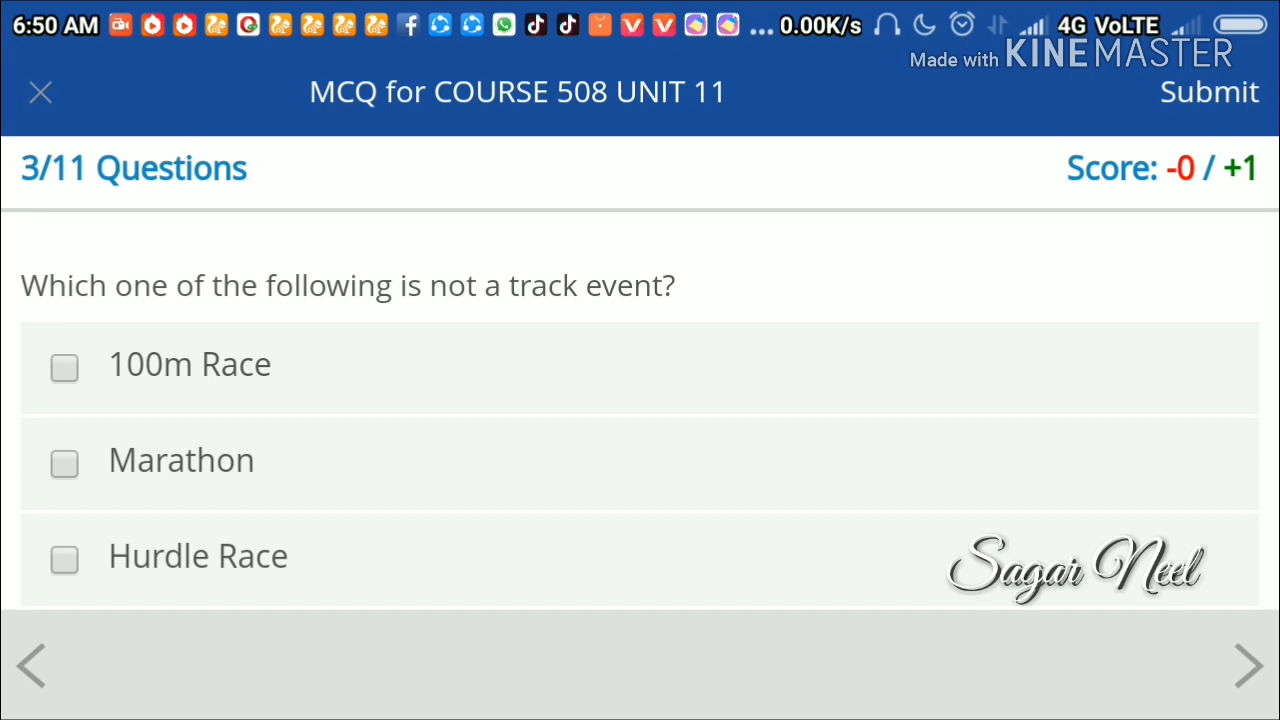 6:50 AM ... 0.00K/s 4G VoLTE
Made with KINEMASTER
MCQ for COURSE 508 UNIT 11 Submit
3/11 Questions Score: -0 / +1
Which one of the following is not a track event?
100m Race
Marathon
Hurdle Race
Sagar Neel